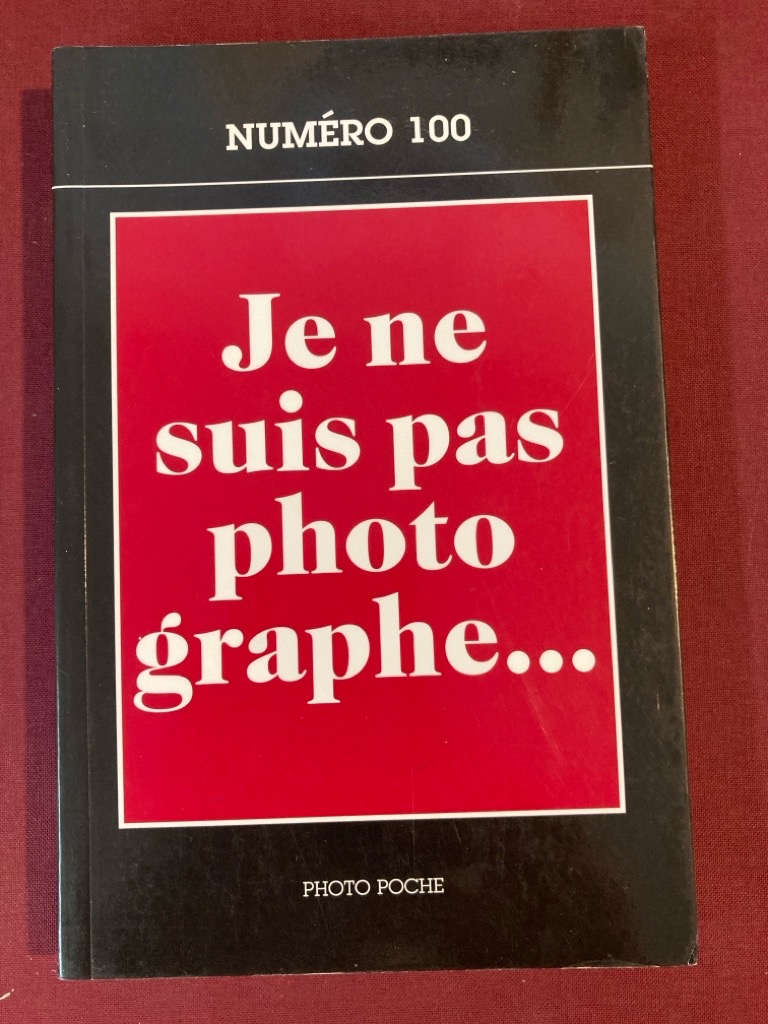 NUMÉRO 100
Je ne
suis pas
photo
graphe...
PHOTO POCHE